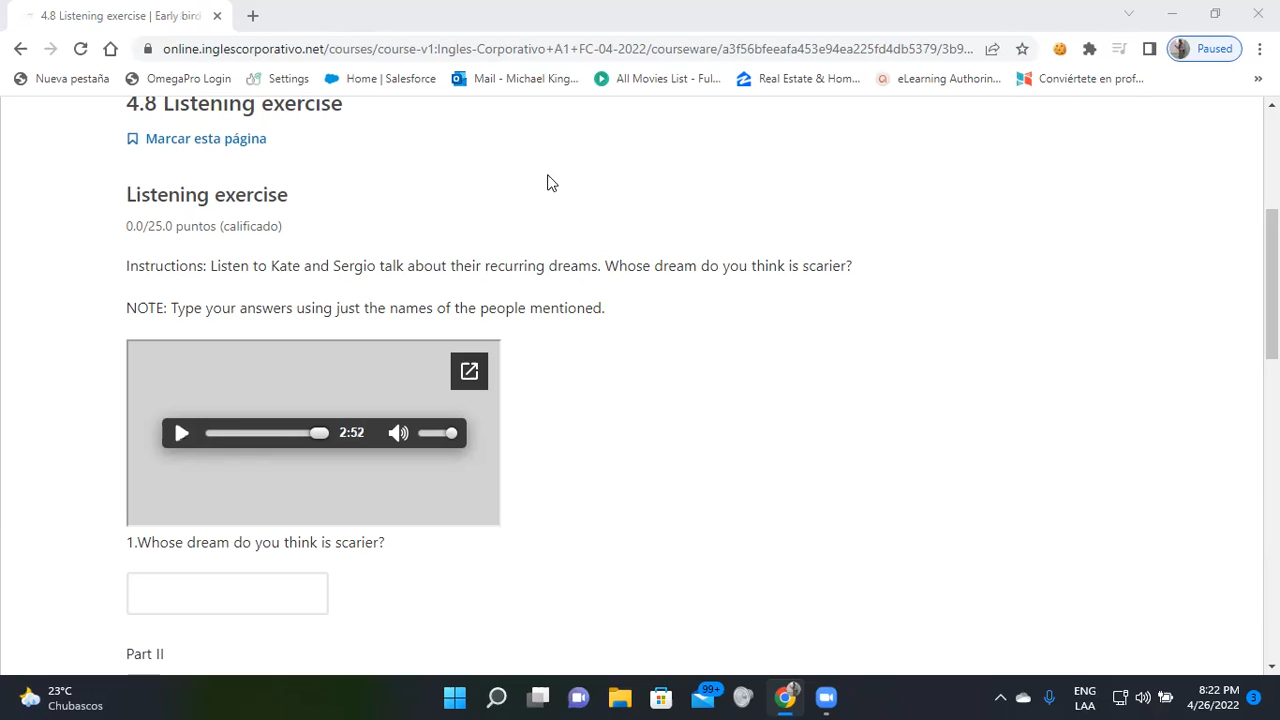 4.8 Listening exercise | Early bird
online.inglescorporativo.net/courses/course-v1:Ingles-Corporativo+A1+FC-04-2022/courseware/a3f56bfeeafa453e94ea225fd4db5379/3b9...
Paused
Nueva pestaña
OmegaPro Login
Settings
Home | Salesforce
Mail - Michael King...
All Movies List - Ful...
Real Estate & Hom...
eLearning Authorin...
Conviértete en prof...
»
4.8 Listening exercise
Marcar esta página
Listening exercise
0.0/25.0 puntos (calificado)
Instructions: Listen to Kate and Sergio talk about their recurring dreams. Whose dream do you think is scarier?
NOTE: Type your answers using just the names of the people mentioned.
2:52
1.Whose dream do you think is scarier?
Part II
23°C
Chubascos
99+
ENG
LAA
8:22 PM
4/26/2022
3